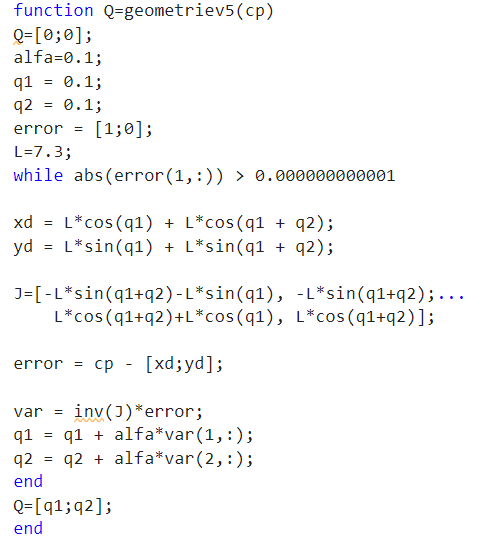 function Q=geometriev5(cp)
Q=[0;0];
alfa=0.1;
q1 = 0.1;
q2 = 0.1;
error = [1;0];
L=7.3;
while abs(error(1,:)) > 0.000000000001
xd = L*cos(q1) + L*cos(q1 + q2);
yd = L*sin(q1) + L*sin(q1 + q2);
J=[-L*sin(q1+q2)-L*sin(q1), -L*sin(q1+q2);...
L*cos(q1+q2)+L*cos(q1), L*cos(q1+q2)];
error = cp - [xd;yd];
var = inv(J)*error;
q1 = q1 + alfa*var(1,:);
q2 = q2 + alfa*var(2,:);
end
Q=[q1;q2];
end